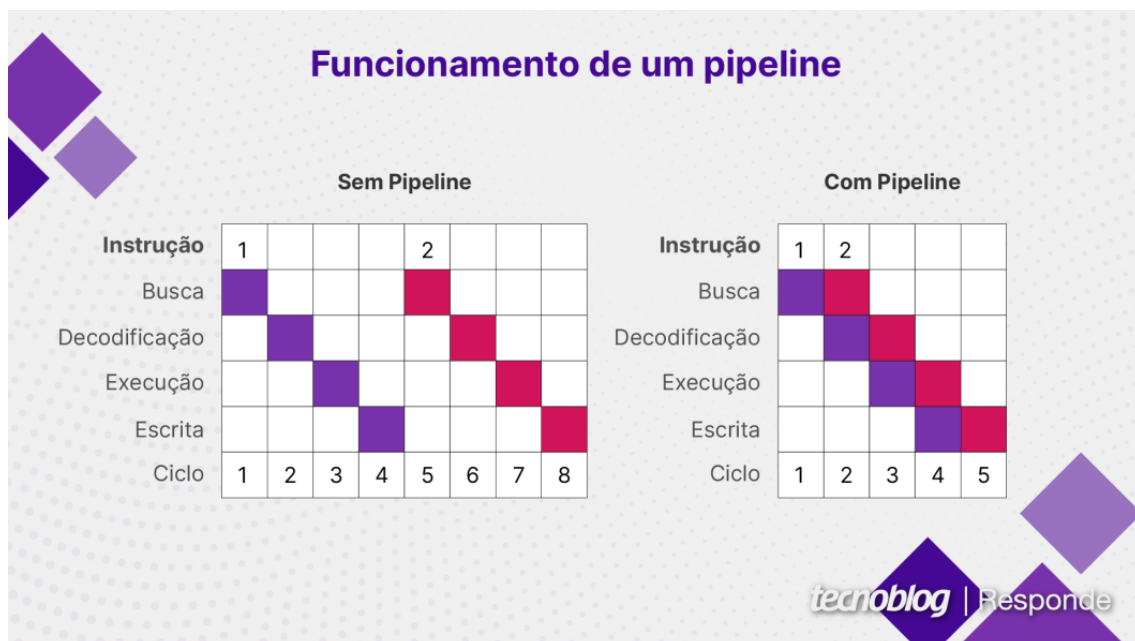 Funcionamento de um pipeline
Sem Pipeline
Instrução 1 2
Busca
Decodificação
Execução
Escrita
Ciclo 1 2 3 4 5 6 7 8
Com Pipeline
Instrução 1 2
Busca
Decodificação
Execução
Escrita
Ciclo 1 2 3 4 5
tecnoblog | Responde